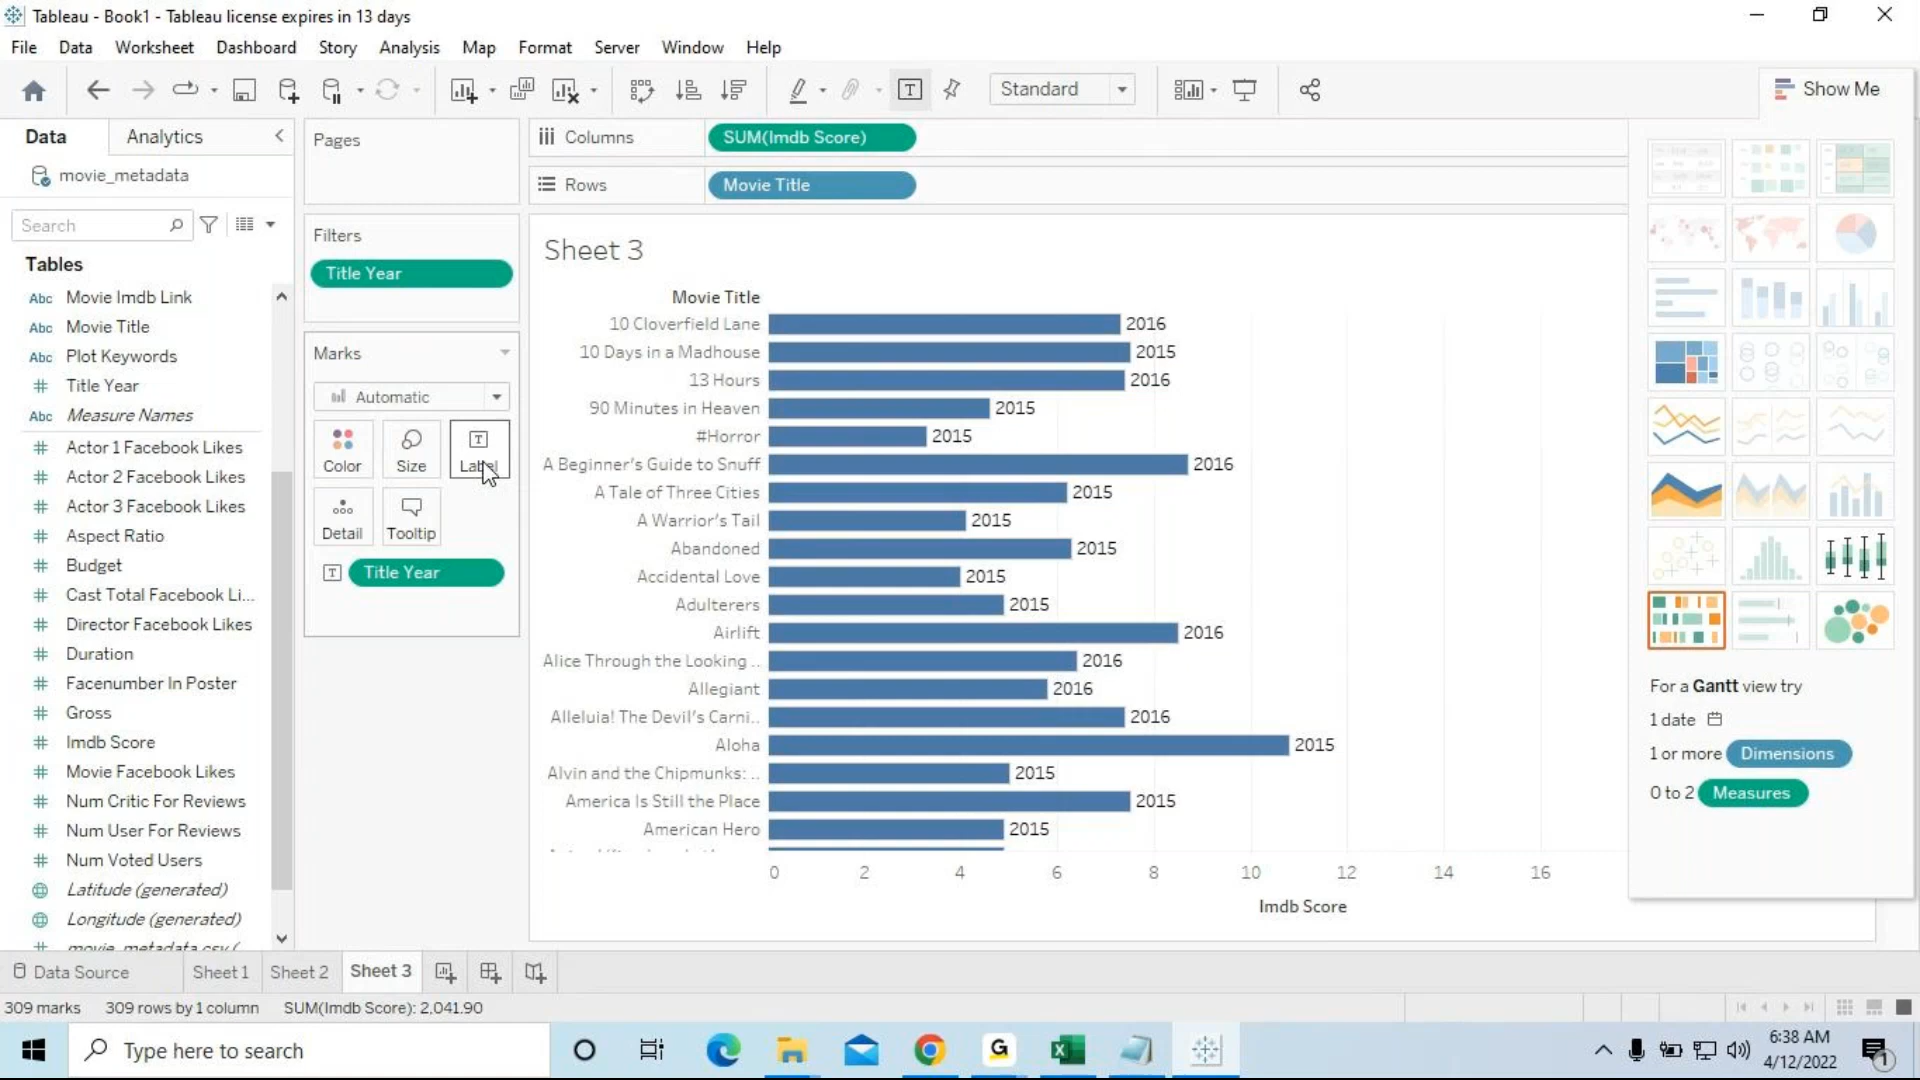 Tableau - Book1 - Tableau license expires in 13 days
File Data Worksheet Dashboard Story Analysis Map Format Server Window Help
Standard
Show Me
Data Analytics
movie_metadata
Search
Tables
Abc Movie Imdb Link
Abc Movie Title
Abc Plot Keywords
# Title Year
Abc Measure Names
# Actor 1 Facebook Likes
# Actor 2 Facebook Likes
# Actor 3 Facebook Likes
# Aspect Ratio
# Budget
# Cast Total Facebook Li...
# Director Facebook Likes
# Duration
# Facenumber In Poster
# Gross
# Imdb Score
# Movie Facebook Likes
# Num Critic For Reviews
# Num User For Reviews
# Num Voted Users
Latitude (generated)
Longitude (generated)
# movie_metadata.csv (
Pages
Filters
Title Year
Marks
Automatic
Color Size Label
Detail Tooltip
T Title Year
Columns SUM(Imdb Score)
Rows Movie Title
Sheet 3
Movie Title
10 Cloverfield Lane 2016
10 Days in a Madhouse 2015
13 Hours 2016
90 Minutes in Heaven 2015
#Horror 2015
A Beginner's Guide to Snuff 2016
A Tale of Three Cities 2015
A Warrior's Tail 2015
Abandoned 2015
Accidental Love 2015
Adulterers 2015
Airlift 2016
Alice Through the Looking .. 2016
Allegiant 2016
Alleluia! The Devil's Carni.. 2016
Aloha 2015
Alvin and the Chipmunks: .. 2015
America Is Still the Place 2015
American Hero 2015
0 2 4 6 8 10 12 14 16
Imdb Score
For a Gantt view try
1 date
1 or more Dimensions
0 to 2 Measures
Data Source Sheet 1 Sheet 2 Sheet 3
309 marks 309 rows by 1 column SUM(Imdb Score): 2,041.90
Type here to search
G
6:38 AM
4/12/2022
1